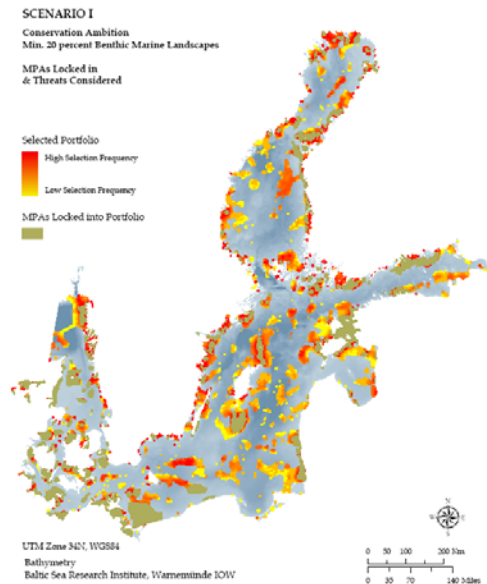 SCENARIO I
Conservation Ambition
Min. 20 percent Benthic Marine Landscapes
MPAs Locked in
& Threats Considered
Selected Portfolio
High Selection Frequency
Low Selection Frequency
MPAs Locked into Portfolio
N
W
E
S
UTM Zone 34N, WGS84
Bathymetry
Baltic Sea Research Institute, Warnemünde IOW
0 50 100 200 Nm
0 35 70 140 Miles